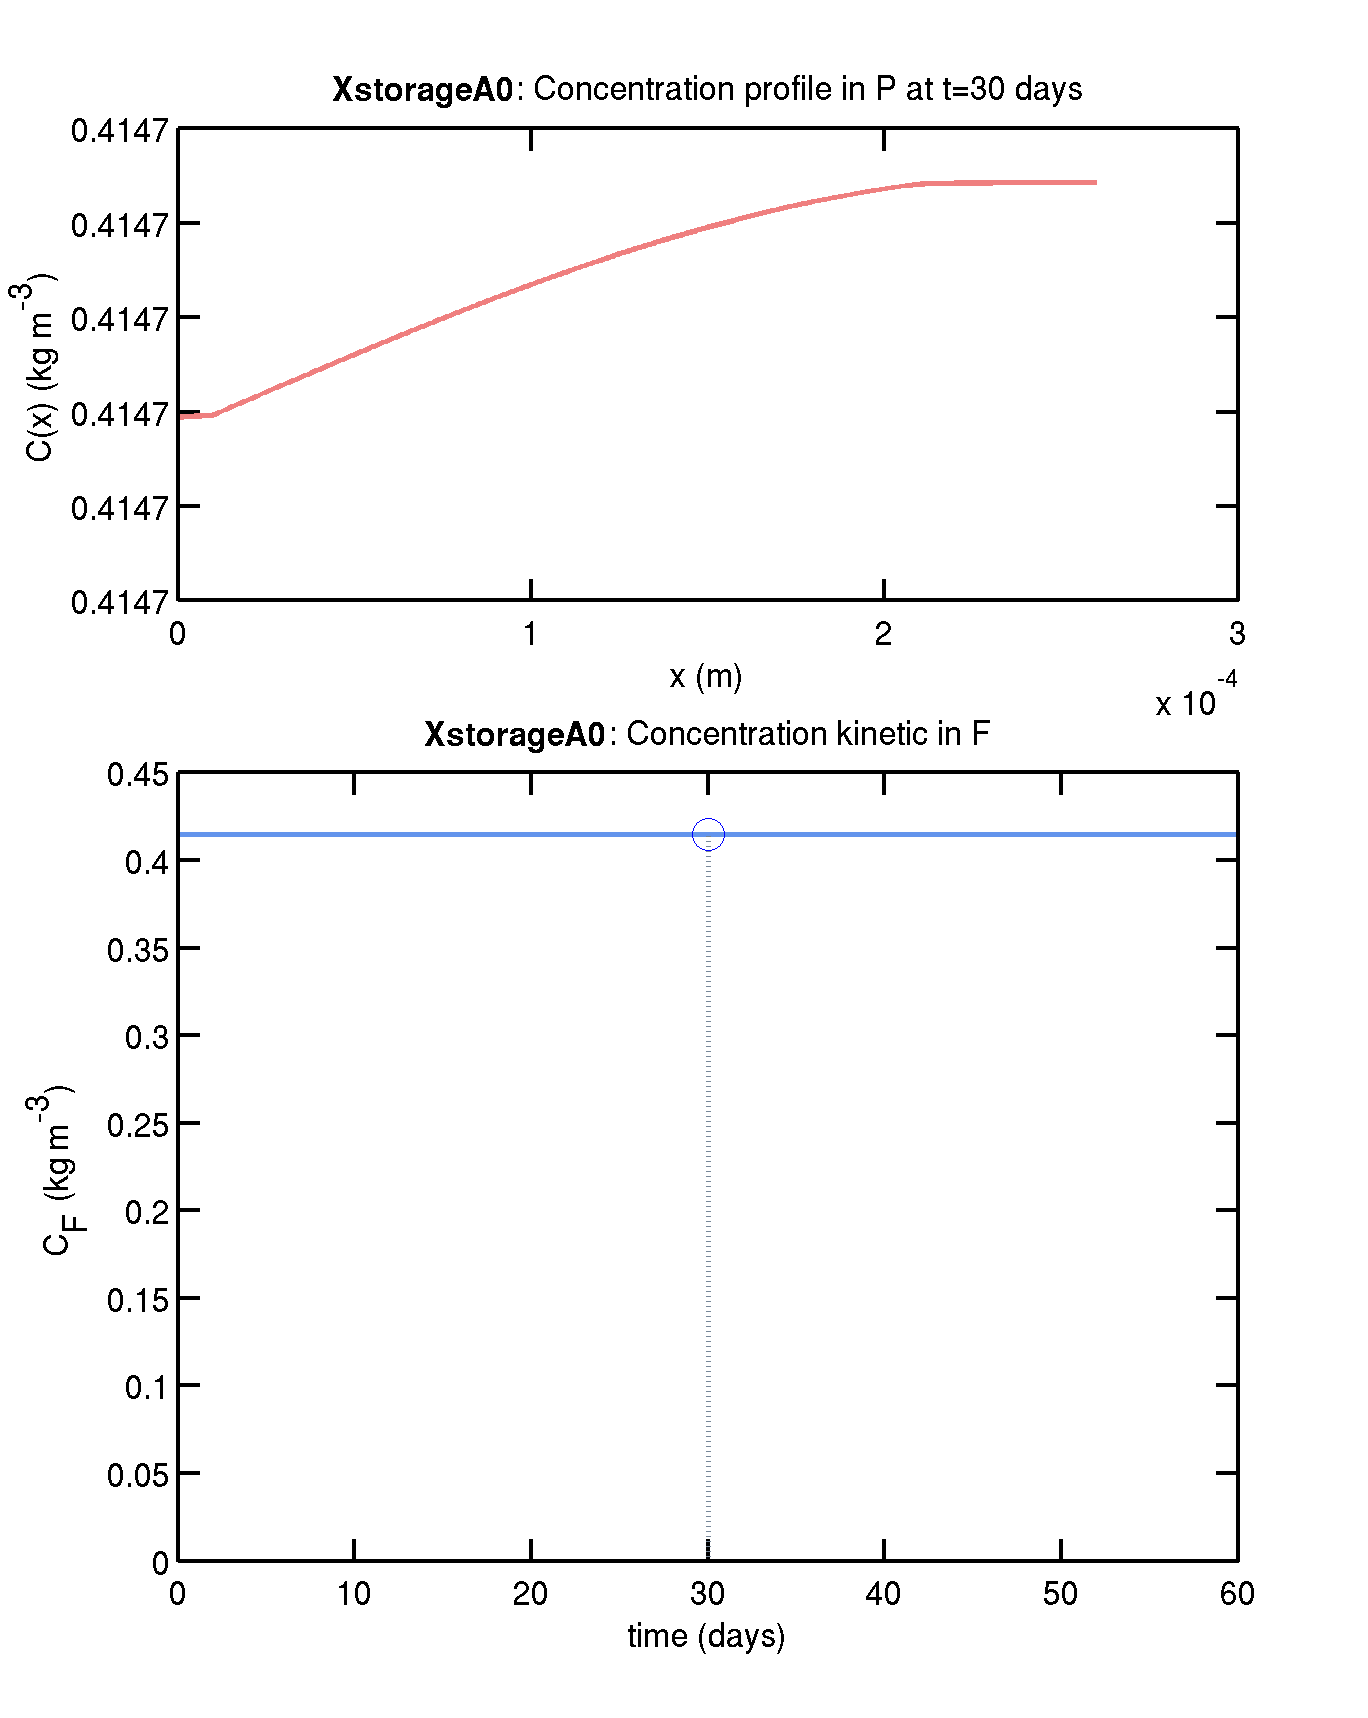 XstorageA0: Concentration profile in P at t=30 days
0.4147
0.4147
0.4147
0.4147
0.4147
0.4147
C(x) (kg m-3)
0 1 2 3
x (m)
x 10-4
XstorageA0: Concentration kinetic in F
0.45
0.4
0.35
0.3
0.25
0.2
0.15
0.1
0.05
0
CF (kg m-3)
0 10 20 30 40 50 60
time (days)